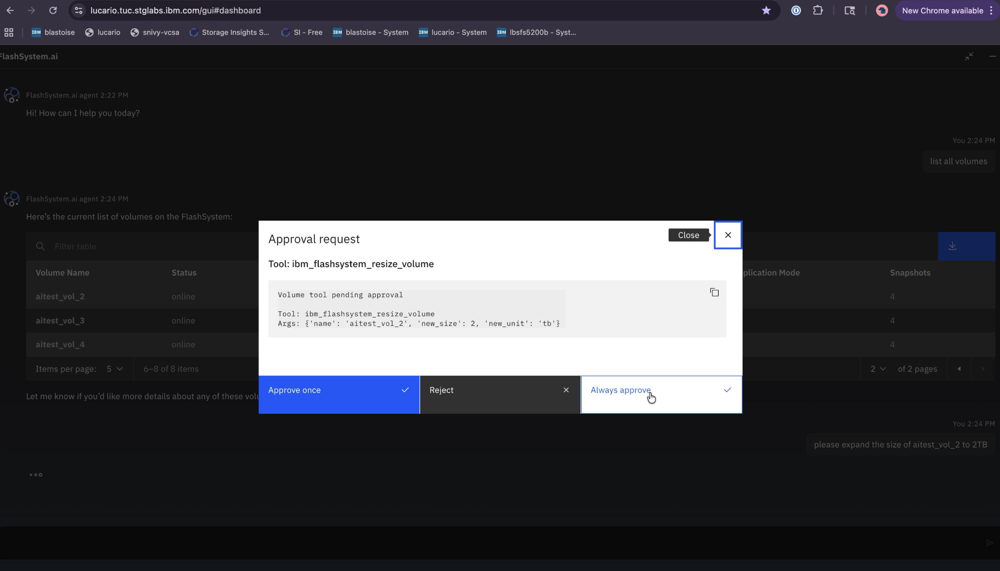 lucario.tuc.stglabs.ibm.com/gui#dashboard
New Chrome available
IBM blastoise
lucario
snivy-vcsa
Storage Insights S...
SI - Free
IBM blastoise - System
IBM lucario - System
IBM lbsfs5200b - Syst...
FlashSystem.ai
FlashSystem.ai agent 2:22 PM
Hi! How can I help you today?
You 2:24 PM
list all volumes
FlashSystem.ai agent 2:24 PM
Here's the current list of volumes on the FlashSystem:
Filter table
Volume Name Status plication Mode Snapshots
aitest_vol_2 online 4
aitest_vol_3 online 4
aitest_vol_4 online 4
Items per page: 5 6–8 of 8 items 2 of 2 pages
Let me know if you'd like more details about any of these volu
Approval request
Close
Tool: ibm_flashsystem_resize_volume
Volume tool pending approval
Tool: ibm_flashsystem_resize_volume
Args: {'name': 'aitest_vol_2', 'new_size': 2, 'new_unit': 'tb'}
Approve once
Reject
Always approve
You 2:24 PM
please expand the size of aitest_vol_2 to 2TB